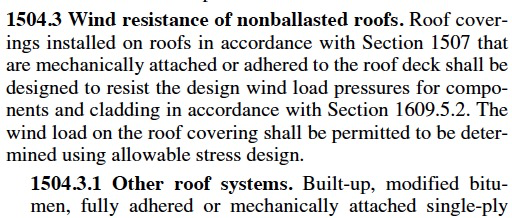 1504.3 Wind resistance of nonballasted roofs. Roof cover-
ings installed on roofs in accordance with Section 1507 that
are mechanically attached or adhered to the roof deck shall be
designed to resist the design wind load pressures for compo-
nents and cladding in accordance with Section 1609.5.2. The
wind load on the roof covering shall be permitted to be deter-
mined using allowable stress design.
1504.3.1 Other roof systems. Built-up, modified bitu-
men, fully adhered or mechanically attached single-ply